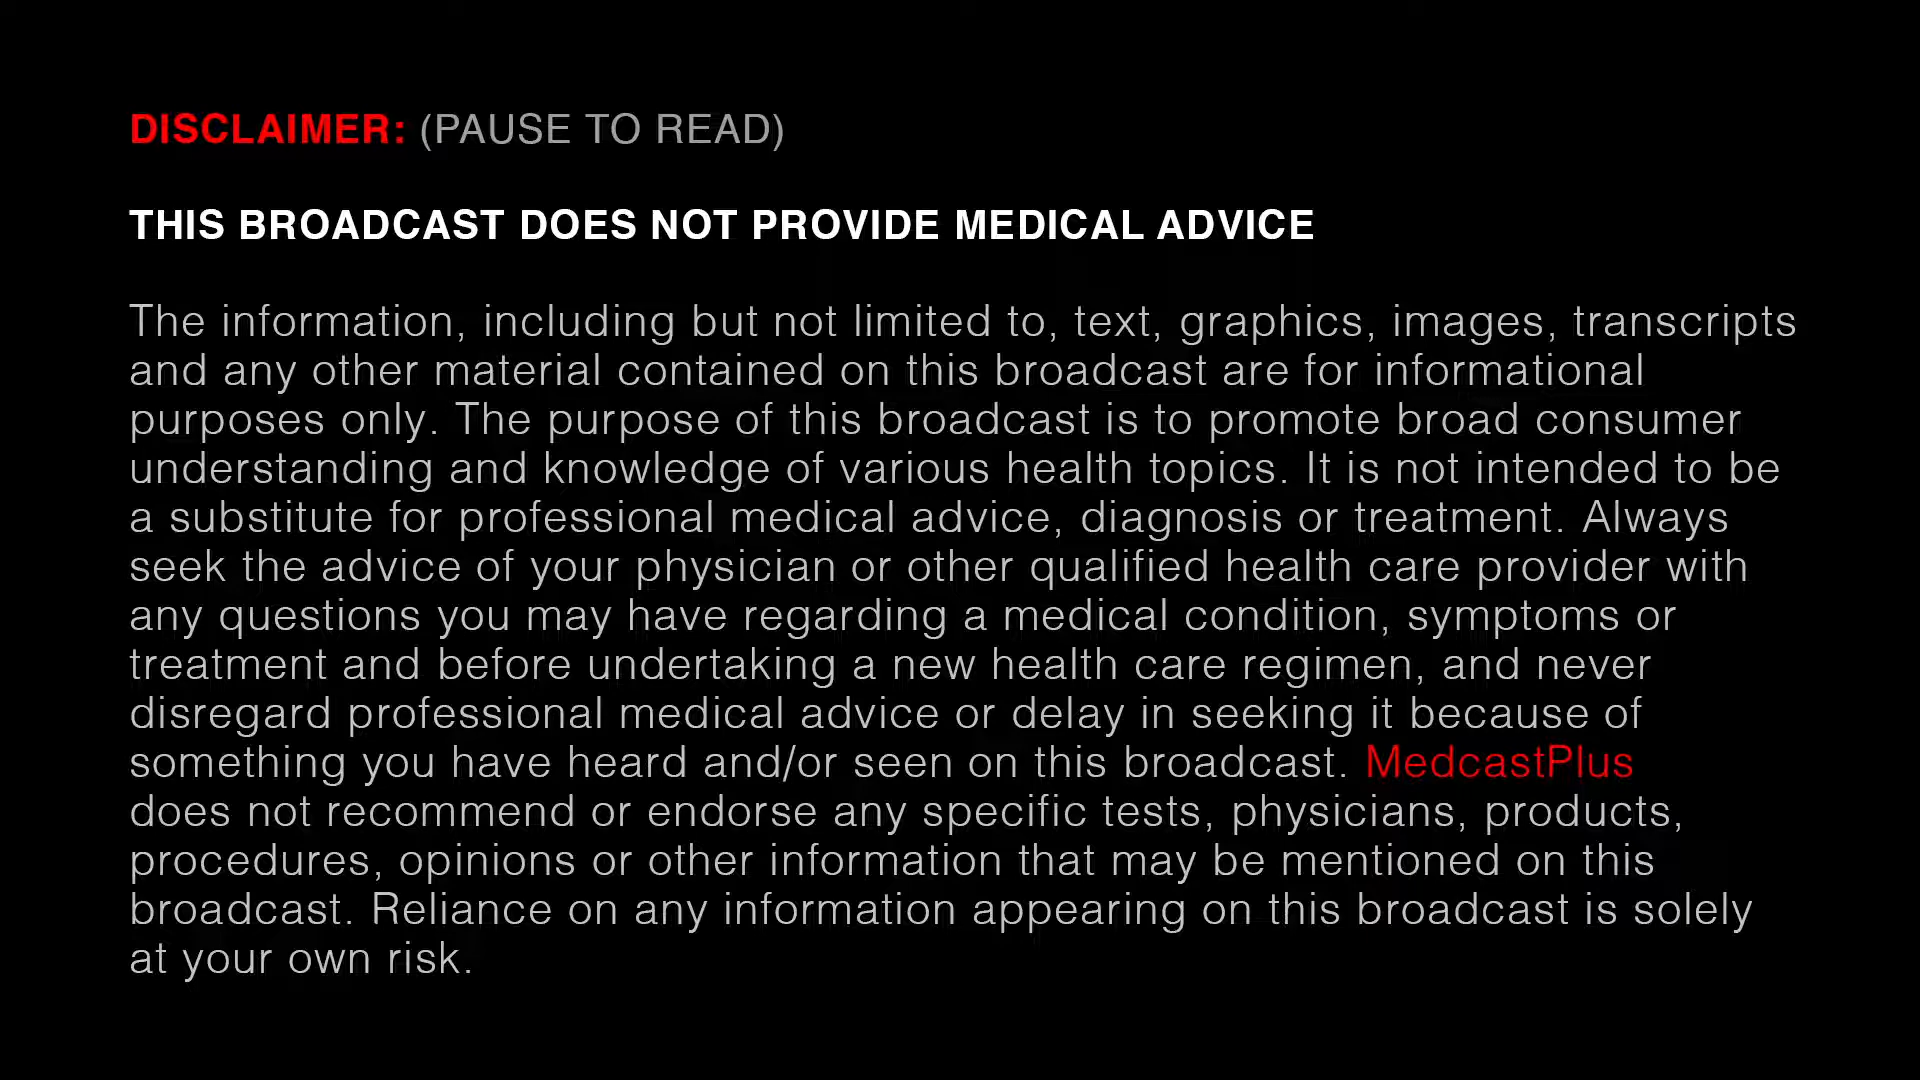 DISCLAIMER: (PAUSE TO READ)
THIS BROADCAST DOES NOT PROVIDE MEDICAL ADVICE
The information, including but not limited to, text, graphics, images, transcripts
and any other material contained on this broadcast are for informational
purposes only. The purpose of this broadcast is to promote broad consumer
understanding and knowledge of various health topics. It is not intended to be
a substitute for professional medical advice, diagnosis or treatment. Always
seek the advice of your physician or other qualified health care provider with
any questions you may have regarding a medical condition, symptoms or
treatment and before undertaking a new health care regimen, and never
disregard professional medical advice or delay in seeking it because of
something you have heard and/or seen on this broadcast. MedcastPlus
does not recommend or endorse any specific tests, physicians, products,
procedures, opinions or other information that may be mentioned on this
broadcast. Reliance on any information appearing on this broadcast is solely
at your own risk.